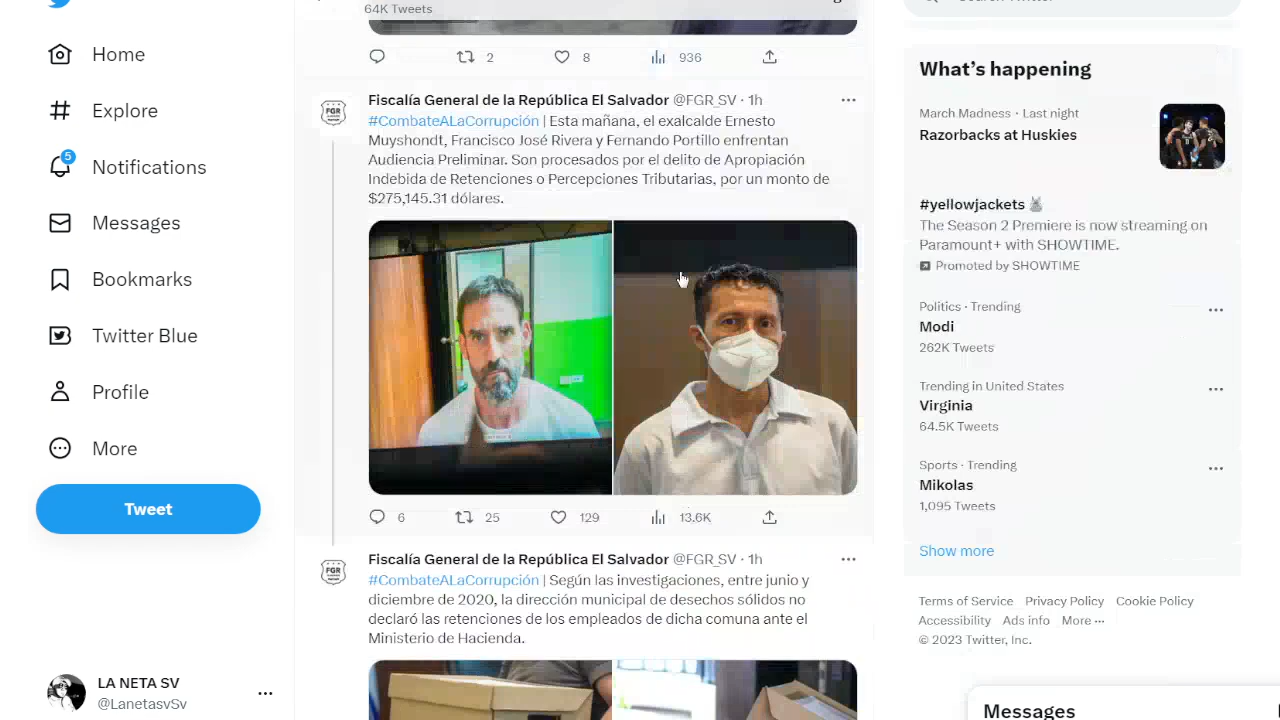 64K Tweets
Home
Explore
5
Notifications
Messages
Bookmarks
Twitter Blue
Profile
More
Tweet
LA NETA SV
@LanetasvSv
2
8
936
Fiscalía General de la República El Salvador @FGR_SV · 1h
#CombateALaCorrupción | Esta mañana, el exalcalde Ernesto
Muyshondt, Francisco José Rivera y Fernando Portillo enfrentan
Audiencia Preliminar. Son procesados por el delito de Apropiación
Indebida de Retenciones o Percepciones Tributarias, por un monto de
$275,145.31 dólares.
6
25
129
13.6K
Fiscalía General de la República El Salvador @FGR_SV · 1h
#CombateALaCorrupción | Según las investigaciones, entre junio y
diciembre de 2020, la dirección municipal de desechos sólidos no
declaró las retenciones de los empleados de dicha comuna ante el
Ministerio de Hacienda.
FGR
FGR
What's happening
March Madness · Last night
Razorbacks at Huskies
#yellowjackets
The Season 2 Premiere is now streaming on
Paramount+ with SHOWTIME.
Promoted by SHOWTIME
Politics · Trending
Modi
262K Tweets
Trending in United States
Virginia
64.5K Tweets
Sports · Trending
Mikolas
1,095 Tweets
Show more
Terms of Service Privacy Policy Cookie Policy
Accessibility Ads info More ···
© 2023 Twitter, Inc.
Messages